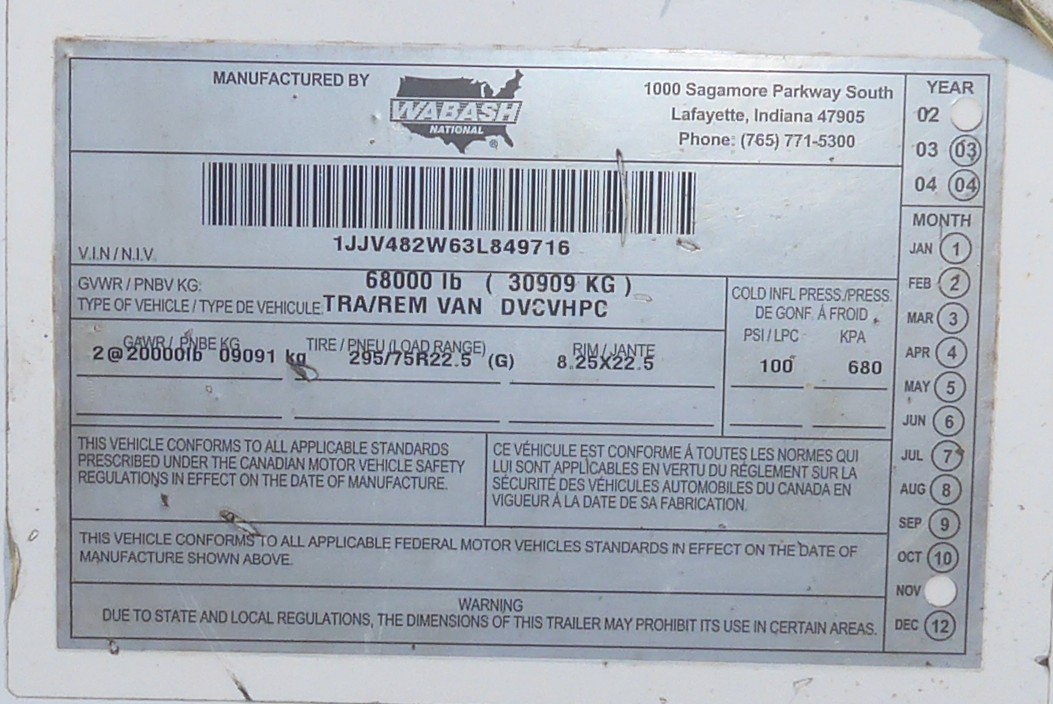 MANUFACTURED BY
WABASH
NATIONAL
®
1000 Sagamore Parkway South
Lafayette, Indiana 47905
Phone: (765) 771-5300
1JJV482W63L849716
V.I.N / N.I.V.
GVWR / PNBV KG: 68000 lb ( 30909 KG )
TYPE OF VEHICLE / TYPE DE VEHICULE: TRA/REM VAN DVCVHPC
COLD INFL PRESS./PRESS.
DE GONF. À FROID
PSI / LPC KPA
100 680
GAWR / PNBE KG TIRE / PNEU (LOAD RANGE) RIM / JANTE
2@20000lb 09091 kg 295/75R22.5 (G) 8.25X22.5
THIS VEHICLE CONFORMS TO ALL APPLICABLE STANDARDS
PRESCRIBED UNDER THE CANADIAN MOTOR VEHICLE SAFETY
REGULATIONS IN EFFECT ON THE DATE OF MANUFACTURE.
CE VÉHICULE EST CONFORME À TOUTES LES NORMES QUI
LUI SONT APPLICABLES EN VERTU DU RÉGLEMENT SUR LA
SÉCURITÉ DES VÉHICULES AUTOMOBILES DU CANADA EN
VIGUEUR À LA DATE DE SA FABRICATION.
THIS VEHICLE CONFORMS TO ALL APPLICABLE FEDERAL MOTOR VEHICLES STANDARDS IN EFFECT ON THE DATE OF
MANUFACTURE SHOWN ABOVE.
WARNING
DUE TO STATE AND LOCAL REGULATIONS, THE DIMENSIONS OF THIS TRAILER MAY PROHIBIT ITS USE IN CERTAIN AREAS.
YEAR
02
03 03
04 04
MONTH
JAN 1
FEB 2
MAR 3
APR 4
MAY 5
JUN 6
JUL 7
AUG 8
SEP 9
OCT 10
NOV
DEC 12